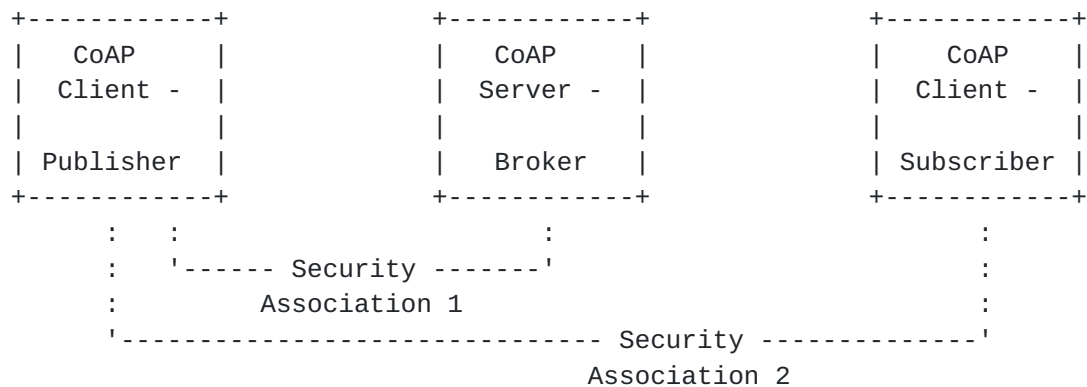 +------------+             +------------+              +------------+
|    CoAP    |             |    CoAP    |              |    CoAP    |
|  Client -  |             |  Server -  |              |  Client -  |
|            |             |            |              |            |
| Publisher  |             |   Broker   |              | Subscriber |
+------------+             +------------+              +------------+
      :   :                       :                           :
      :   '------ Security -------'                           :
      :         Association 1                                 :
      '------------------------------- Security --------------'
                                     Association 2